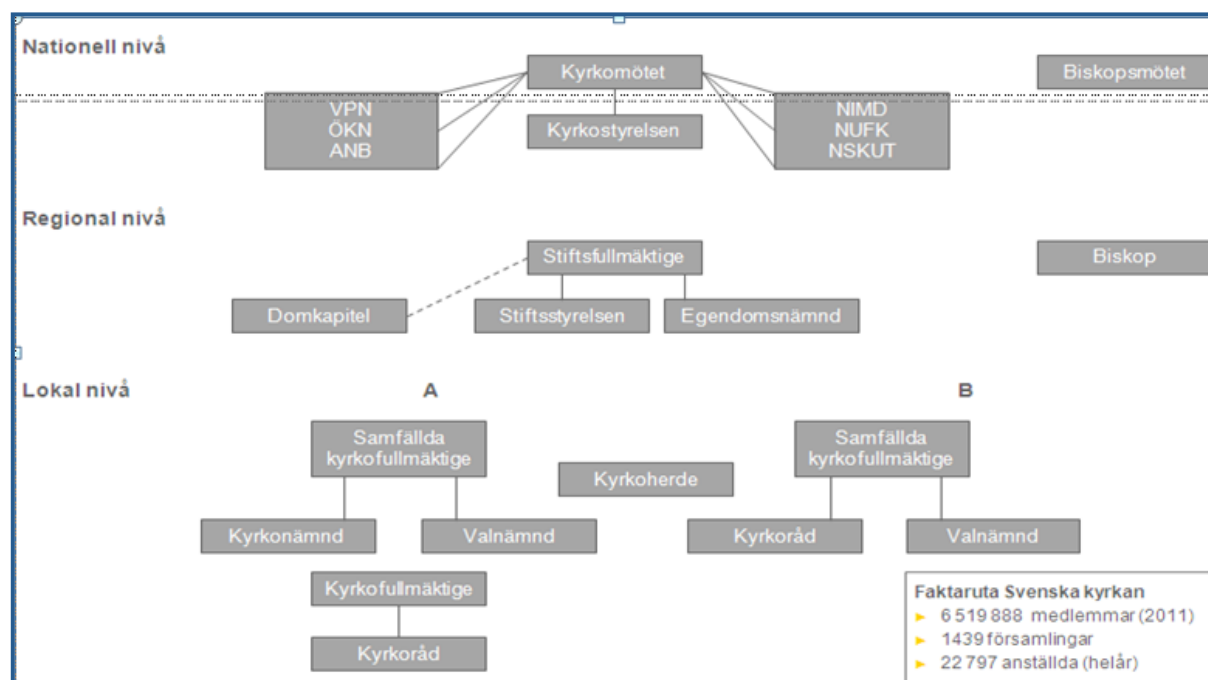 Nationell nivå
Kyrkomötet
Biskopsmötet
VPN
ÖKN
ANB
Kyrkostyrelsen
NIMD
NUFK
NSKUT
Regional nivå
Stiftsfullmäktige
Biskop
Domkapitel
Stiftsstyrelsen
Egendomsnämnd
Lokal nivå
A
B
Samfällda
kyrkofullmäktige
Samfällda
kyrkofullmäktige
Kyrkoherde
Kyrkonämnd
Valnämnd
Kyrkoråd
Valnämnd
Kyrkofullmäktige
Kyrkoråd
Faktaruta Svenska kyrkan
► 6 519 888 medlemmar (2011)
► 1439 församlingar
► 22 797 anställda (helår)